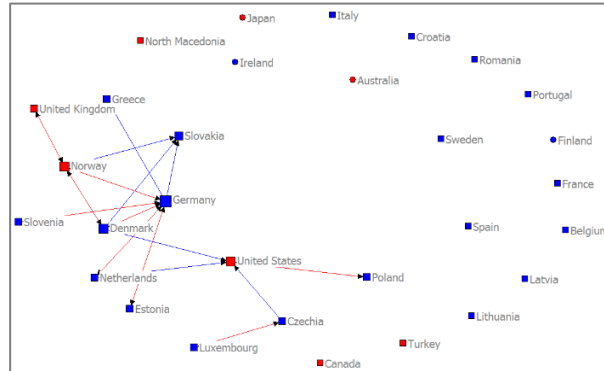 Japan
Italy
North Macedonia
Croatia
Ireland
Romania
Australia
Greece
Portugal
United Kingdom
Slovakia
Sweden
Finland
Norway
France
Germany
Slovenia
Denmark
Spain
Belgium
United States
Netherlands
Poland
Latvia
Estonia
Czechia
Lithuania
Luxembourg
Turkey
Canada